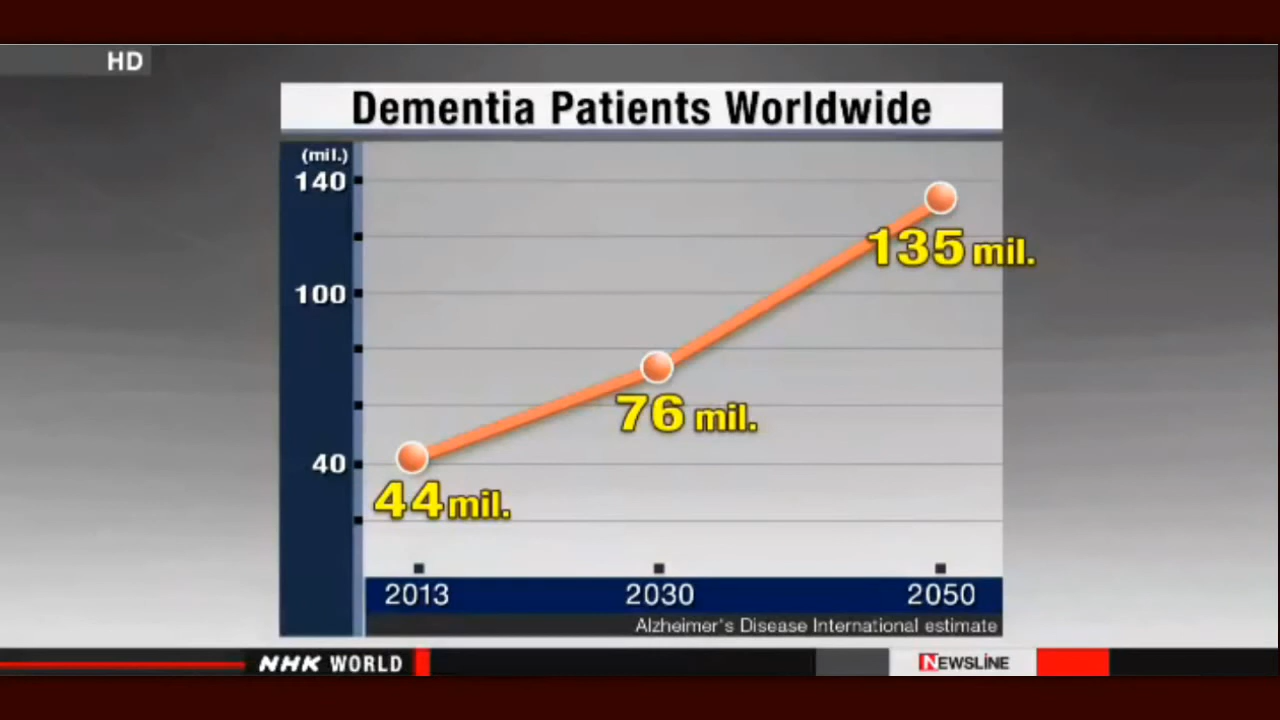 HD
Dementia Patients Worldwide
(mil.)
140
135 mil.
100
76 mil.
40
44 mil.
2013 2030 2050
Alzheimer's Disease International estimate
NHK WORLD
NEWSLINE